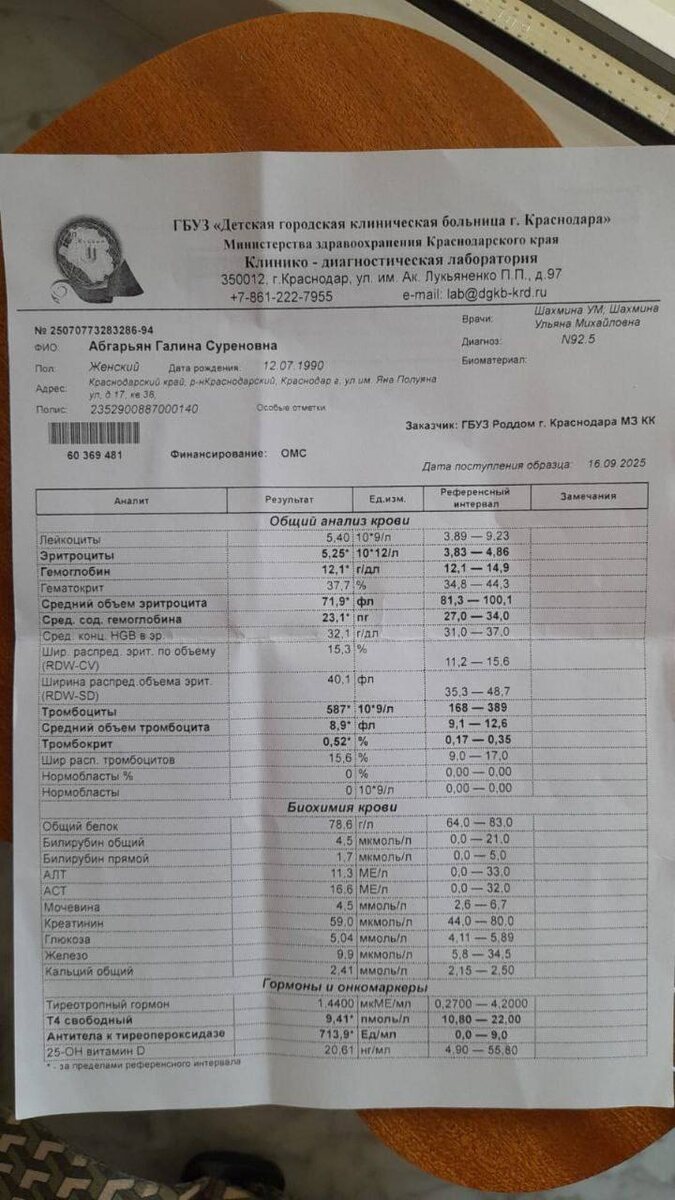 ГБУЗ «Детская городская клиническая больница г. Краснодара»
Министерства здравоохранения Краснодарского края
Клинико - диагностическая лаборатория
350012, г.Краснодар, ул. им. Ак. Лукьяненко П.П., д.97
+7-861-222-7955 e-mail: lab@dgkb-krd.ru
№ 25070773283286-94
Врачи: Шахмина УМ, Шахмина Ульяна Михайловна
ФИО: Абгарьян Галина Суреновна
Диагноз: N92.5
Пол: Женский Дата рождения 12.07.1990
Биоматериал:
Адрес: Краснодарский край, р-нКраснодарский, Краснодар г, ул.им. Яна Полуяна
ул, д.17, кв.36,
Полис: 2352900887000140 Особые отметки
Заказчик: ГБУЗ Роддом г. Краснодара МЗ КК
60 369 481 Финансирование: ОМС
Дата поступления образца: 16.09.2025
Аналит Результат Ед.изм. Референсный интервал Замечания
Общий анализ крови
Лейкоциты 5,40 10*9/л 3,89 — 9,23
Эритроциты 5,25* 10*12/л 3,83 — 4,86
Гемоглобин 12,1* г/дл 12,1 — 14,9
Гематокрит 37,7 % 34,8 — 44,3
Средний объем эритроцита 71,9* фл 81,3 — 100,1
Сред. сод. гемоглобина 23,1* пг 27,0 — 34,0
Сред. конц. HGB в эр. 32,1 г/дл 31,0 — 37,0
Шир. распред. эрит. по объему
(RDW-CV) 15,3 % 11,2 — 15,6
Ширина распред.объема эрит.
(RDW-SD) 40,1 фл 35,3 — 48,7
Тромбоциты 587* 10*9/л 168 — 389
Средний объем тромбоцита 8,9* фл 9,1 — 12,6
Тромбокрит 0,52* % 0,17 — 0,35
Шир расп. тромбоцитов 15,6 % 9,0 — 17,0
Нормобласты % 0 % 0,00 — 0,00
Нормобласты 0 10*9/л 0,00 — 0,00
Биохимия крови
Общий белок 78,6 г/л 64,0 — 83,0
Билирубин общий 4,5 мкмоль/л 0,0 — 21,0
Билирубин прямой 1,7 мкмоль/л 0,0 — 5,0
АЛТ 11,3 МЕ/л 0,0 — 33,0
АСТ 16,6 МЕ/л 0,0 — 32,0
Мочевина 4,5 ммоль/л 2,6 — 6,7
Креатинин 59,0 мкмоль/л 44,0 — 80,0
Глюкоза 5,04 ммоль/л 4,11 — 5,89
Железо 9,9 мкмоль/л 5,8 — 34,5
Кальций общий 2,41 ммоль/л 2,15 — 2,50
Гормоны и онкомаркеры
Тиреотропный гормон 1,4400 мкМЕ/мл 0,2700 — 4,2000
Т4 свободный 9,41* пмоль/л 10,80 — 22,00
Антитела к тиреопероксидазе 713,9* Ед/мл 0,0 — 9,0
25-OH витамин D 20,61 нг/мл 4,90 — 55,80
* - за пределами референсного интервала